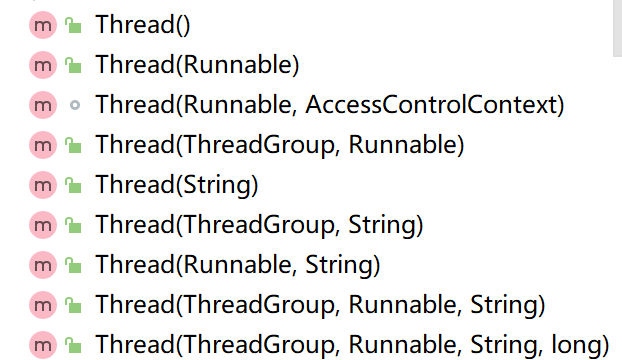 m Thread()
m Thread(Runnable)
m Thread(Runnable, AccessControlContext)
m Thread(ThreadGroup, Runnable)
m Thread(String)
m Thread(ThreadGroup, String)
m Thread(Runnable, String)
m Thread(ThreadGroup, Runnable, String)
m Thread(ThreadGroup, Runnable, String, long)